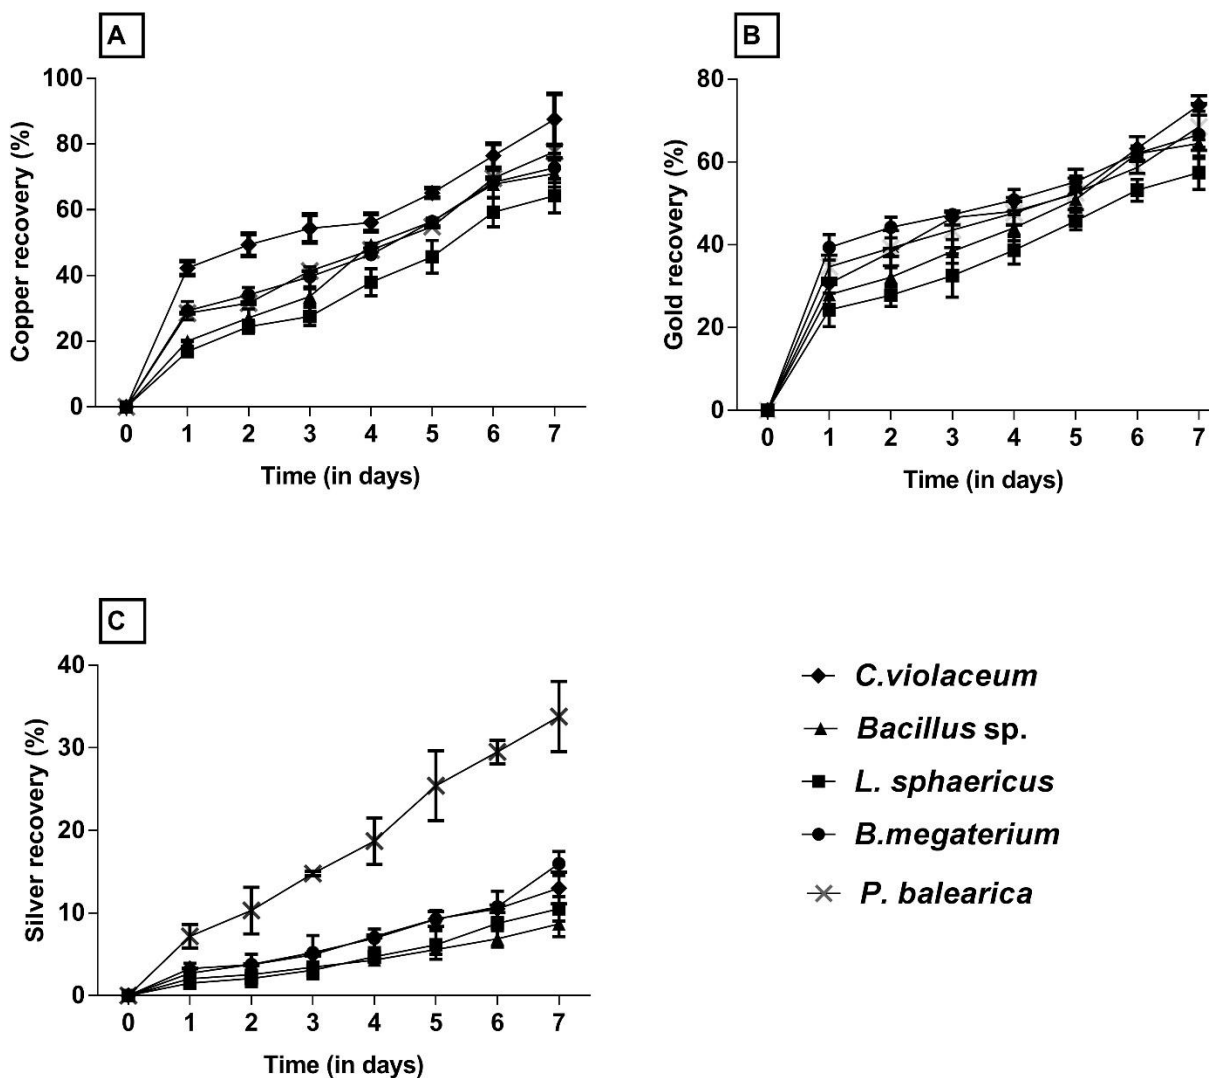 A
Copper recovery (%)
100
80
60
40
20
0
0 1 2 3 4 5 6 7
Time (in days)
B
Gold recovery (%)
80
60
40
20
0
0 1 2 3 4 5 6 7
Time (in days)
C
Silver recovery (%)
40
30
20
10
0
0 1 2 3 4 5 6 7
Time (in days)
C.violaceum
Bacillus sp.
L. sphaericus
B.megaterium
P. balearica